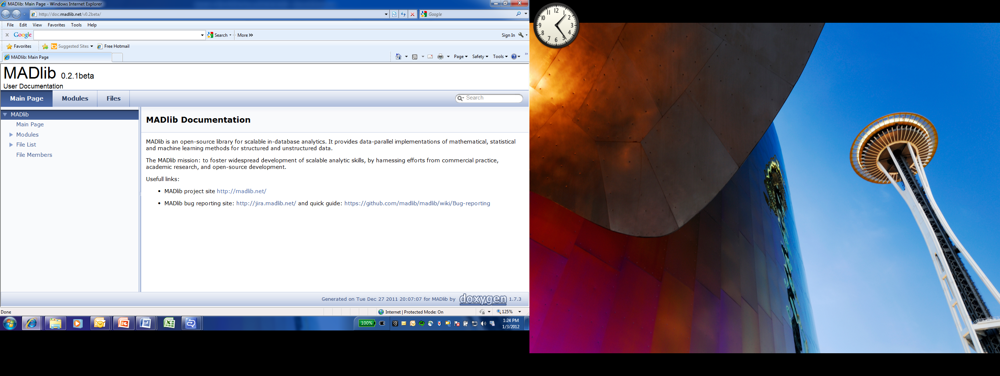 MADlib: Main Page - Windows Internet Explorer
http://doc.madlib.net/v0.2beta/
Google
File Edit View Favorites Tools Help
x Google Search More »
Sign In
Favorites Suggested Sites Free Hotmail
MADlib: Main Page
Page Safety Tools
MADlib 0.2.1beta
User Documentation
Main Page Modules Files
Search
MADlib
Main Page
Modules
File List
File Members
MADlib Documentation
MADlib is an open-source library for scalable in-database analytics. It provides data-parallel implementations of mathematical, statistical
and machine learning methods for structured and unstructured data.
The MADlib mission: to foster widespread development of scalable analytic skills, by harnessing efforts from commercial practice,
academic research, and open-source development.
Usefull links:
• MADlib project site http://madlib.net/
• MADlib bug reporting site: http://jira.madlib.net/ and quick guide: https://github.com/madlib/madlib/wiki/Bug-reporting
Generated on Tue Dec 27 2011 20:07:07 for MADlib by doxygen 1.7.3
Done
Internet | Protected Mode: On
125%
100%
1:24 PM
1/3/2012
12 1 2 3 4 5 6 7 8 9 10 11